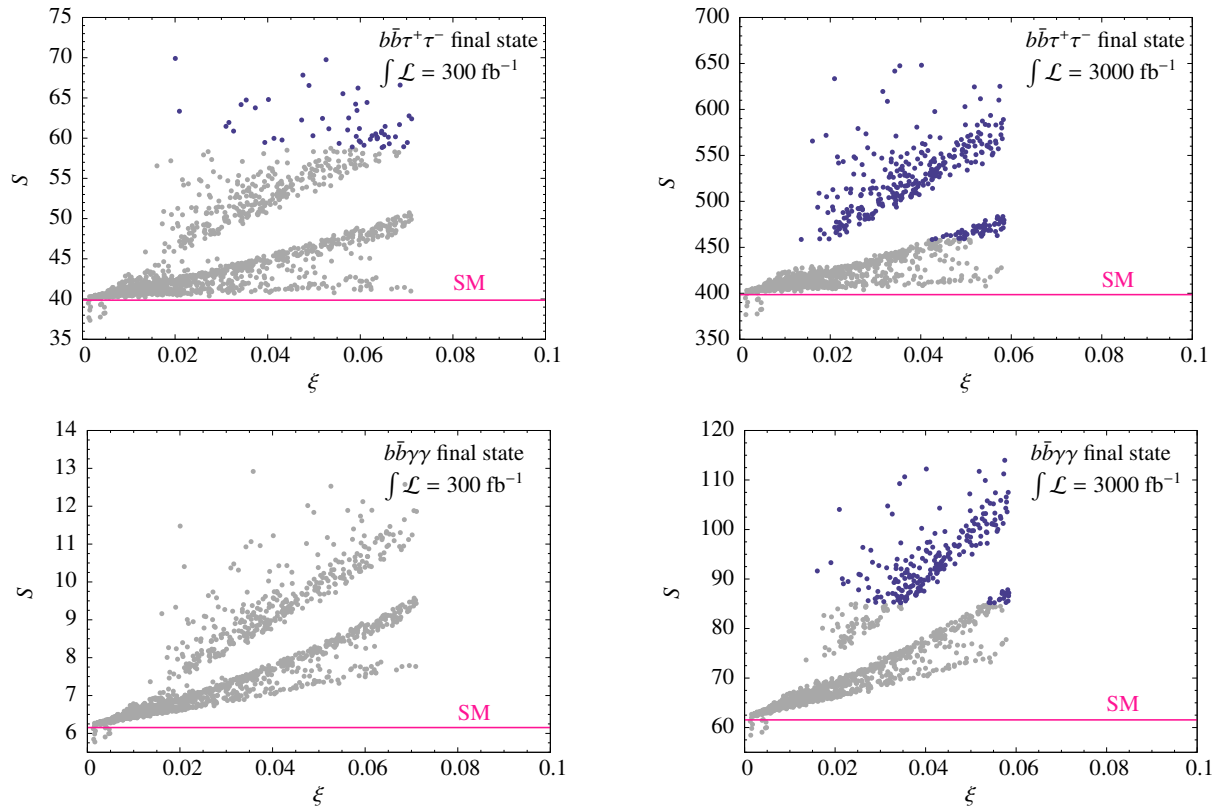 75
70
65
60
55
50
45
40
35
S
bb̄τ⁺τ⁻ final state
∫ ℒ = 300 fb⁻¹
SM
0 0.02 0.04 0.06 0.08 0.1
ξ
700
650
600
550
500
450
400
350
S
bb̄τ⁺τ⁻ final state
∫ ℒ = 3000 fb⁻¹
SM
0 0.02 0.04 0.06 0.08 0.1
ξ
14
13
12
11
10
9
8
7
6
S
bb̄γγ final state
∫ ℒ = 300 fb⁻¹
SM
0 0.02 0.04 0.06 0.08 0.1
ξ
120
110
100
90
80
70
60
S
bb̄γγ final state
∫ ℒ = 3000 fb⁻¹
SM
0 0.02 0.04 0.06 0.08 0.1
ξ